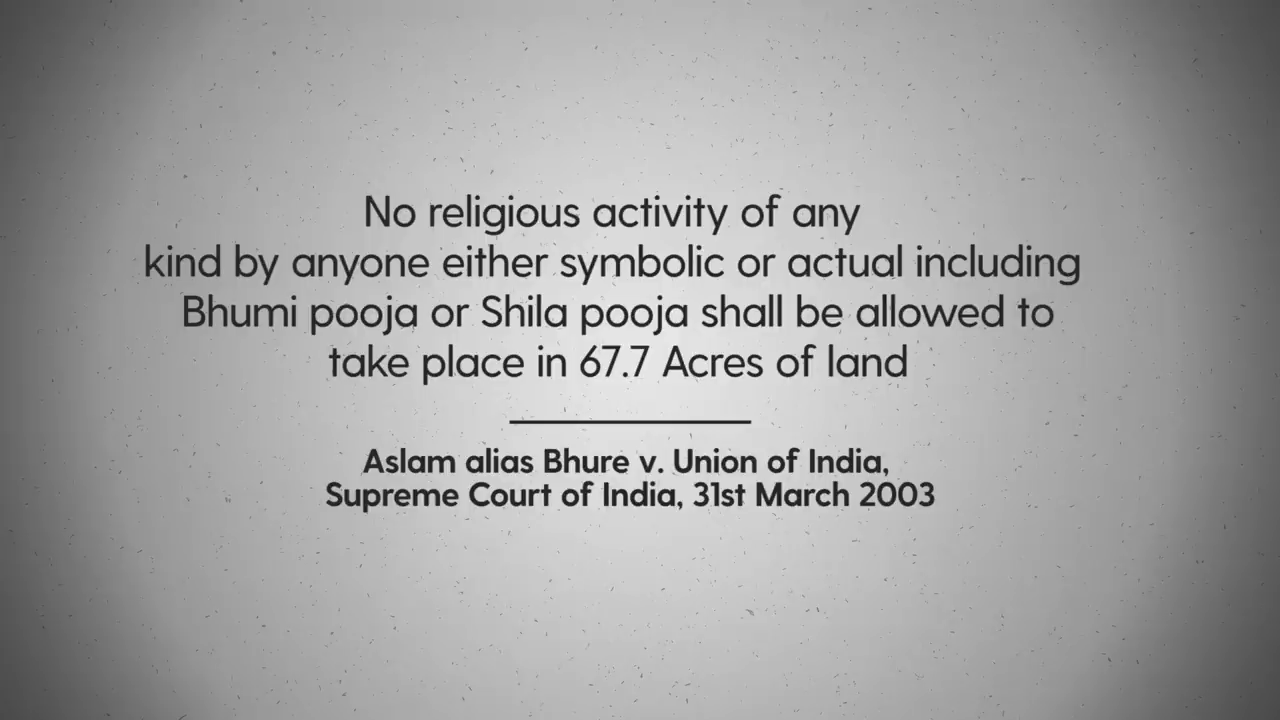 No religious activity of any
kind by anyone either symbolic or actual including
Bhumi pooja or Shila pooja shall be allowed to
take place in 67.7 Acres of land
Aslam alias Bhure v. Union of India,
Supreme Court of India, 31st March 2003